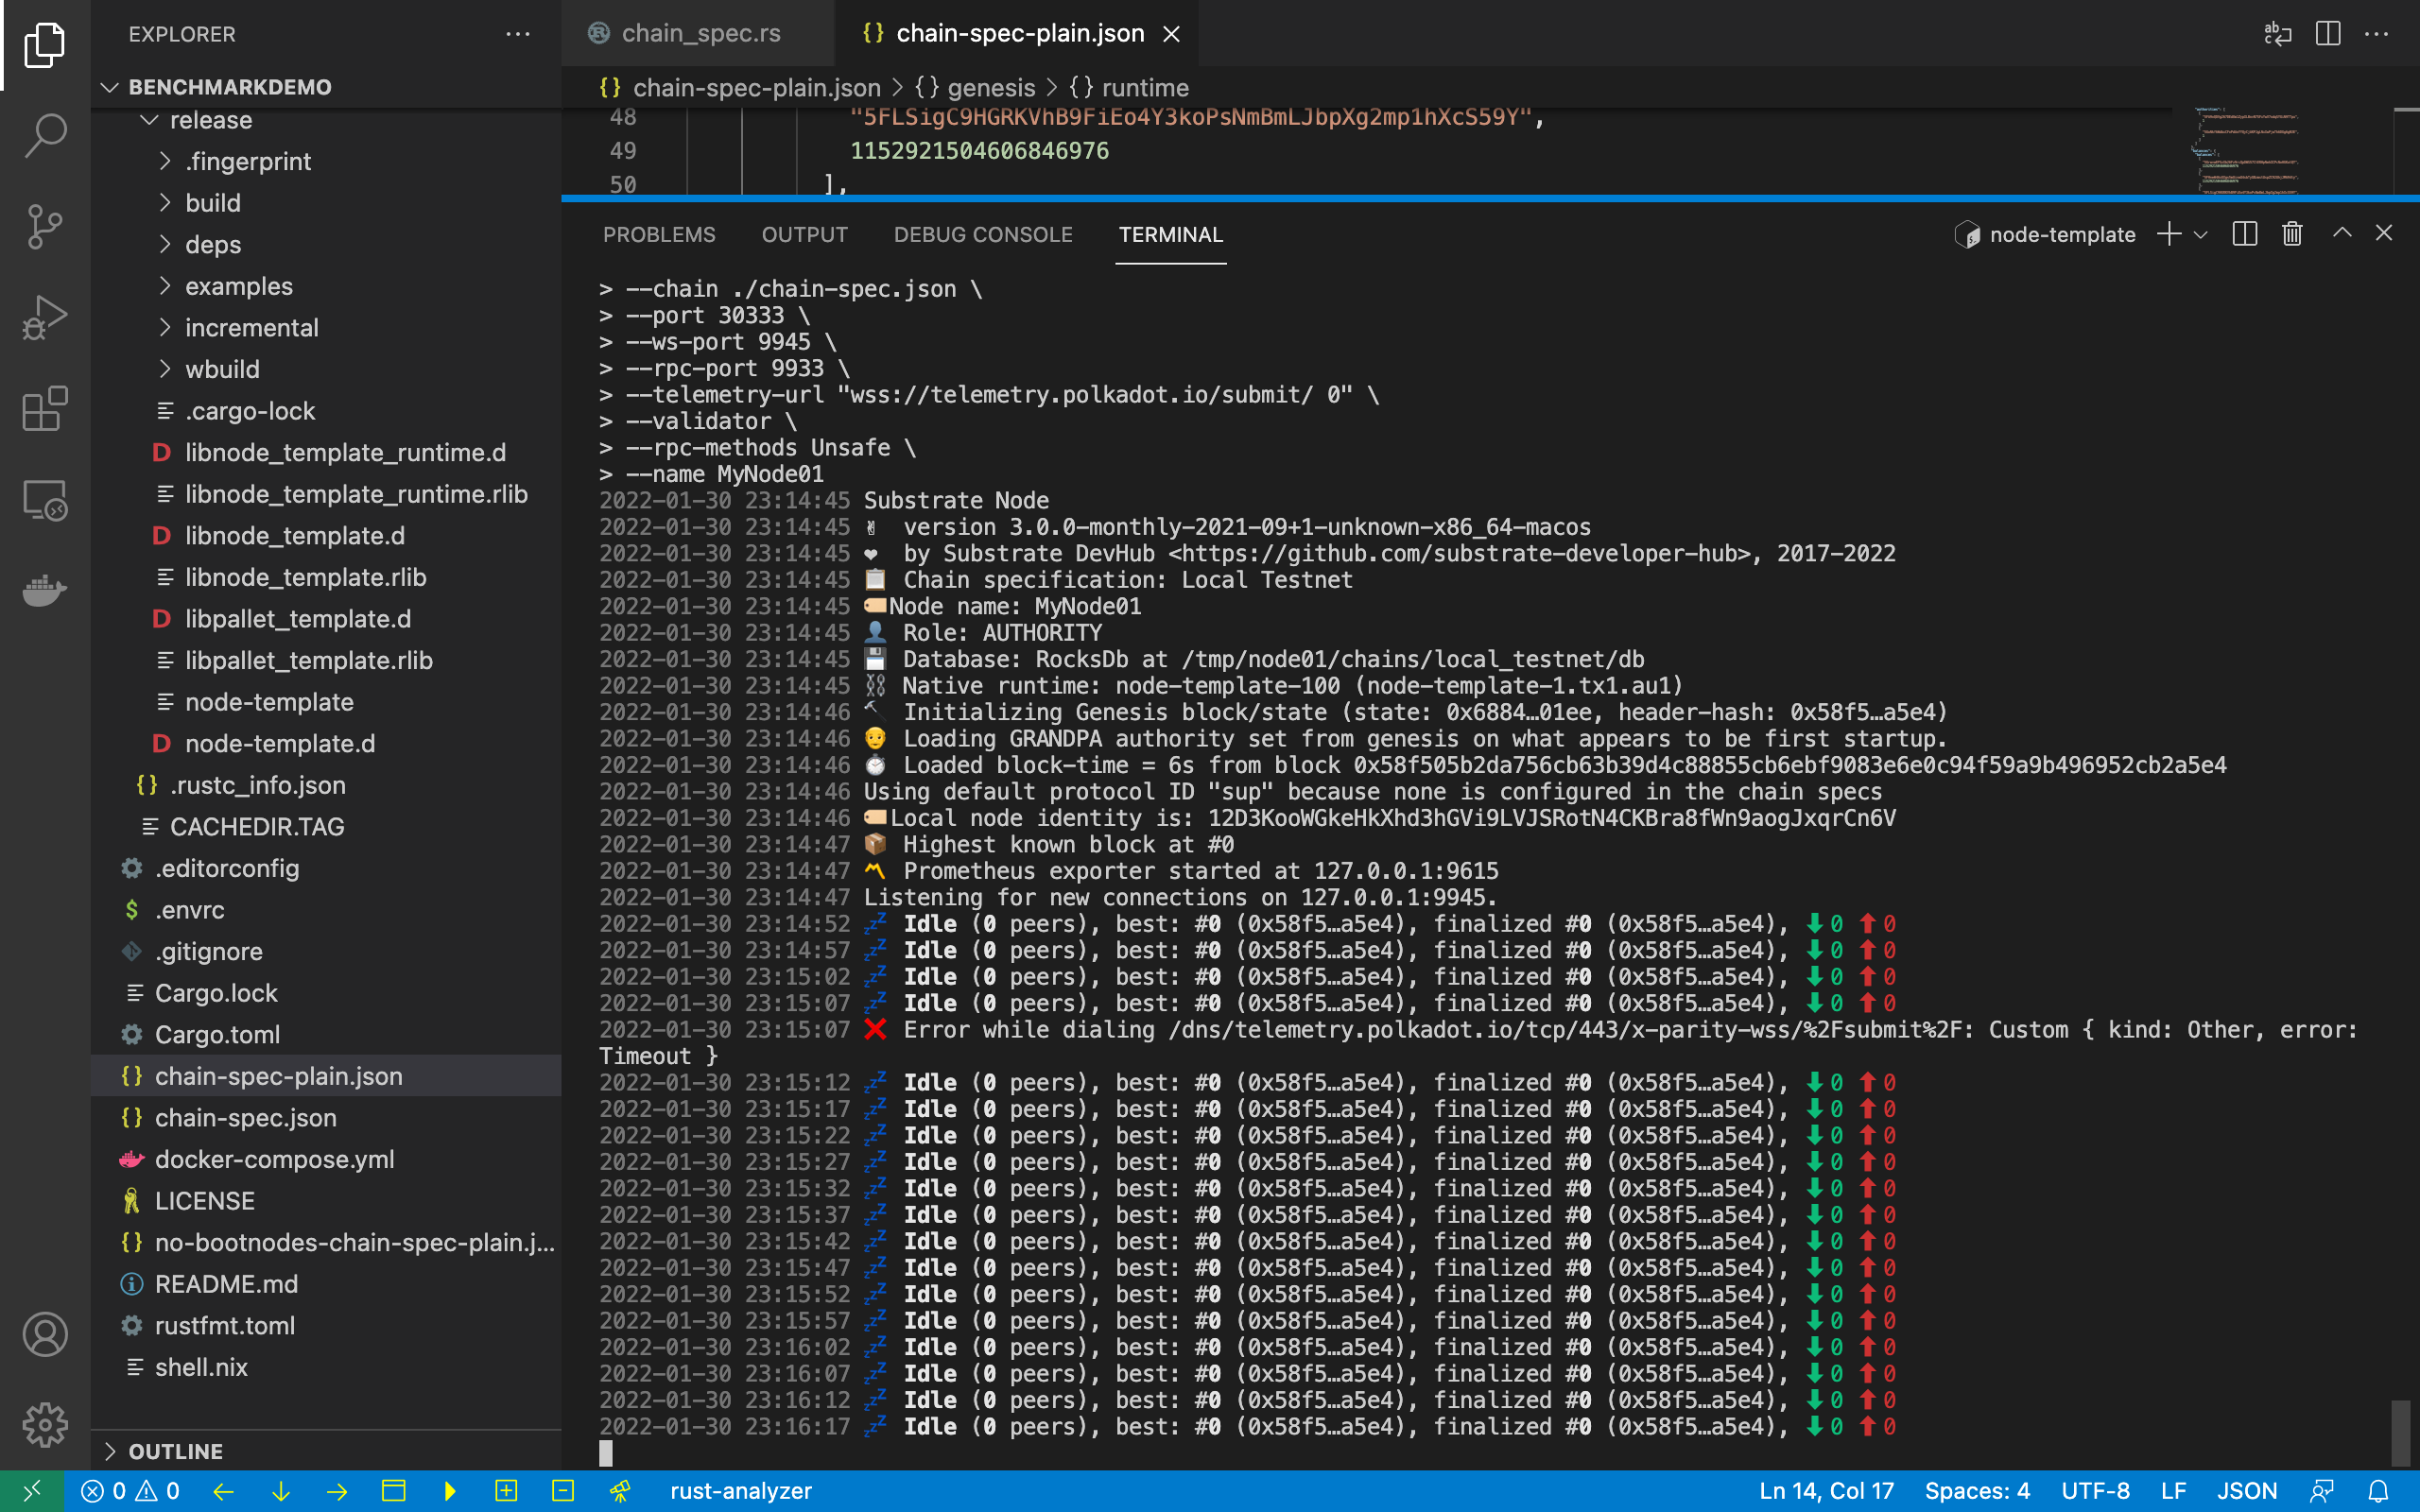 EXPLORER
BENCHMARKDEMO
release
.fingerprint
build
deps
examples
incremental
wbuild
.cargo-lock
D libnode_template_runtime.d
libnode_template_runtime.rlib
D libnode_template.d
libnode_template.rlib
D libpallet_template.d
libpallet_template.rlib
node-template
D node-template.d
{} .rustc_info.json
CACHEDIR.TAG
.editorconfig
$ .envrc
.gitignore
Cargo.lock
Cargo.toml
{} chain-spec-plain.json
{} chain-spec.json
docker-compose.yml
LICENSE
{} no-bootnodes-chain-spec-plain.j...
README.md
rustfmt.toml
shell.nix
OUTLINE
chain_spec.rs
{} chain-spec-plain.json
{} chain-spec-plain.json > {} genesis > {} runtime
48 "5FLSigC9HGRKVhB9FiEo4Y3koPsNmBmLJbpXg2mp1hXcS59Y",
49 1152921504606846976
50 ],
PROBLEMS OUTPUT DEBUG CONSOLE TERMINAL
node-template
> --chain ./chain-spec.json \
> --port 30333 \
> --ws-port 9945 \
> --rpc-port 9933 \
> --telemetry-url "wss://telemetry.polkadot.io/submit/ 0" \
> --validator \
> --rpc-methods Unsafe \
> --name MyNode01
2022-01-30 23:14:45 Substrate Node
2022-01-30 23:14:45 ✌ version 3.0.0-monthly-2021-09+1-unknown-x86_64-macos
2022-01-30 23:14:45 ❤ by Substrate DevHub <https://github.com/substrate-developer-hub>, 2017-2022
2022-01-30 23:14:45 📋 Chain specification: Local Testnet
2022-01-30 23:14:45 🏷Node name: MyNode01
2022-01-30 23:14:45 👤 Role: AUTHORITY
2022-01-30 23:14:45 💾 Database: RocksDb at /tmp/node01/chains/local_testnet/db
2022-01-30 23:14:45 ⛓ Native runtime: node-template-100 (node-template-1.tx1.au1)
2022-01-30 23:14:46 🔨 Initializing Genesis block/state (state: 0x6884…01ee, header-hash: 0x58f5…a5e4)
2022-01-30 23:14:46 👴 Loading GRANDPA authority set from genesis on what appears to be first startup.
2022-01-30 23:14:46 ⏱ Loaded block-time = 6s from block 0x58f505b2da756cb63b39d4c88855cb6ebf9083e6e0c94f59a9b496952cb2a5e4
2022-01-30 23:14:46 Using default protocol ID "sup" because none is configured in the chain specs
2022-01-30 23:14:46 🏷Local node identity is: 12D3KooWGkeHkXhd3hGVi9LVJSRotN4CKBra8fWn9aogJxqrCn6V
2022-01-30 23:14:47 📦 Highest known block at #0
2022-01-30 23:14:47 〽 Prometheus exporter started at 127.0.0.1:9615
2022-01-30 23:14:47 Listening for new connections on 127.0.0.1:9945.
2022-01-30 23:14:52 💤 Idle (0 peers), best: #0 (0x58f5…a5e4), finalized #0 (0x58f5…a5e4), ⬇ 0 ⬆ 0
2022-01-30 23:14:57 💤 Idle (0 peers), best: #0 (0x58f5…a5e4), finalized #0 (0x58f5…a5e4), ⬇ 0 ⬆ 0
2022-01-30 23:15:02 💤 Idle (0 peers), best: #0 (0x58f5…a5e4), finalized #0 (0x58f5…a5e4), ⬇ 0 ⬆ 0
2022-01-30 23:15:07 💤 Idle (0 peers), best: #0 (0x58f5…a5e4), finalized #0 (0x58f5…a5e4), ⬇ 0 ⬆ 0
2022-01-30 23:15:07 ❌ Error while dialing /dns/telemetry.polkadot.io/tcp/443/x-parity-wss/%2Fsubmit%2F: Custom { kind: Other, error:
Timeout }
2022-01-30 23:15:12 💤 Idle (0 peers), best: #0 (0x58f5…a5e4), finalized #0 (0x58f5…a5e4), ⬇ 0 ⬆ 0
2022-01-30 23:15:17 💤 Idle (0 peers), best: #0 (0x58f5…a5e4), finalized #0 (0x58f5…a5e4), ⬇ 0 ⬆ 0
2022-01-30 23:15:22 💤 Idle (0 peers), best: #0 (0x58f5…a5e4), finalized #0 (0x58f5…a5e4), ⬇ 0 ⬆ 0
2022-01-30 23:15:27 💤 Idle (0 peers), best: #0 (0x58f5…a5e4), finalized #0 (0x58f5…a5e4), ⬇ 0 ⬆ 0
2022-01-30 23:15:32 💤 Idle (0 peers), best: #0 (0x58f5…a5e4), finalized #0 (0x58f5…a5e4), ⬇ 0 ⬆ 0
2022-01-30 23:15:37 💤 Idle (0 peers), best: #0 (0x58f5…a5e4), finalized #0 (0x58f5…a5e4), ⬇ 0 ⬆ 0
2022-01-30 23:15:42 💤 Idle (0 peers), best: #0 (0x58f5…a5e4), finalized #0 (0x58f5…a5e4), ⬇ 0 ⬆ 0
2022-01-30 23:15:47 💤 Idle (0 peers), best: #0 (0x58f5…a5e4), finalized #0 (0x58f5…a5e4), ⬇ 0 ⬆ 0
2022-01-30 23:15:52 💤 Idle (0 peers), best: #0 (0x58f5…a5e4), finalized #0 (0x58f5…a5e4), ⬇ 0 ⬆ 0
2022-01-30 23:15:57 💤 Idle (0 peers), best: #0 (0x58f5…a5e4), finalized #0 (0x58f5…a5e4), ⬇ 0 ⬆ 0
2022-01-30 23:16:02 💤 Idle (0 peers), best: #0 (0x58f5…a5e4), finalized #0 (0x58f5…a5e4), ⬇ 0 ⬆ 0
2022-01-30 23:16:07 💤 Idle (0 peers), best: #0 (0x58f5…a5e4), finalized #0 (0x58f5…a5e4), ⬇ 0 ⬆ 0
2022-01-30 23:16:12 💤 Idle (0 peers), best: #0 (0x58f5…a5e4), finalized #0 (0x58f5…a5e4), ⬇ 0 ⬆ 0
2022-01-30 23:16:17 💤 Idle (0 peers), best: #0 (0x58f5…a5e4), finalized #0 (0x58f5…a5e4), ⬇ 0 ⬆ 0
0 0 rust-analyzer Ln 14, Col 17 Spaces: 4 UTF-8 LF JSON